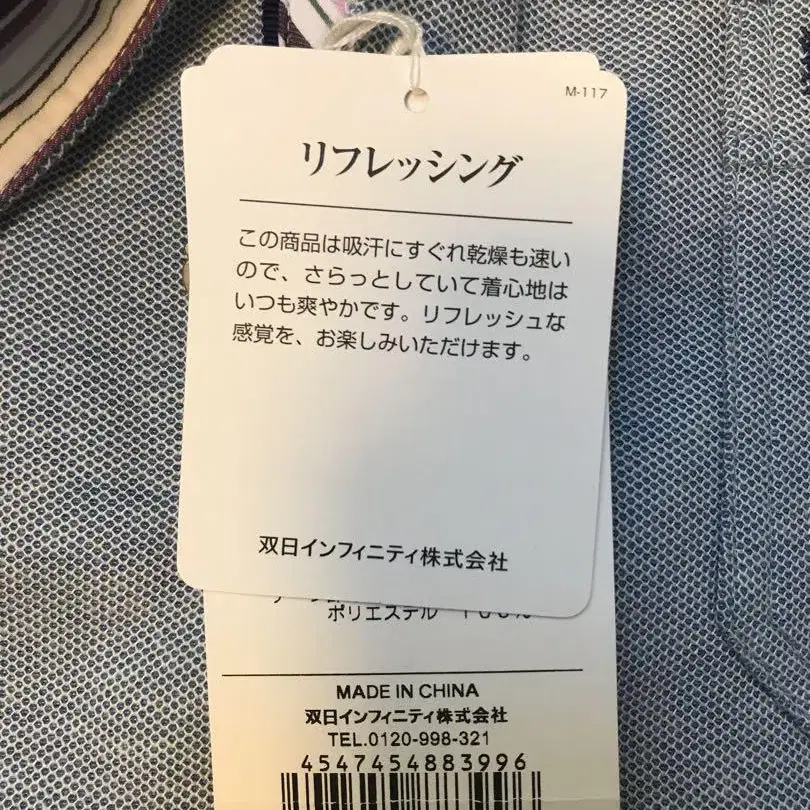 M-117
リフレッシング
この商品は吸汗にすぐれ乾燥も速い
ので、さらっとしていて着心地は
いつも爽やかです。リフレッシュな
感覚を、お楽しみいただけます。
双日インフィニティ株式会社
ポリエステル 100%
MADE IN CHINA
双日インフィニティ株式会社
TEL.0120-998-321
4547454883996